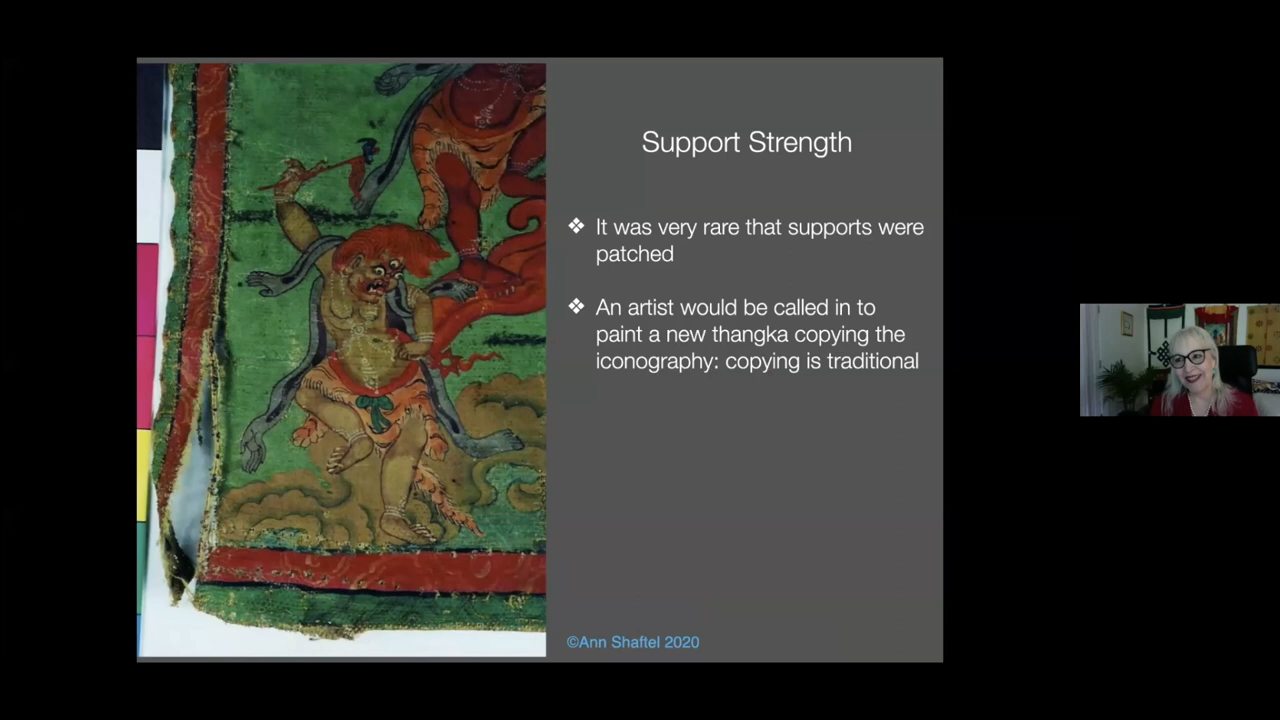 Support Strength
❖ It was very rare that supports were
patched
❖ An artist would be called in to
paint a new thangka copying the
iconography: copying is traditional
©Ann Shaftel 2020